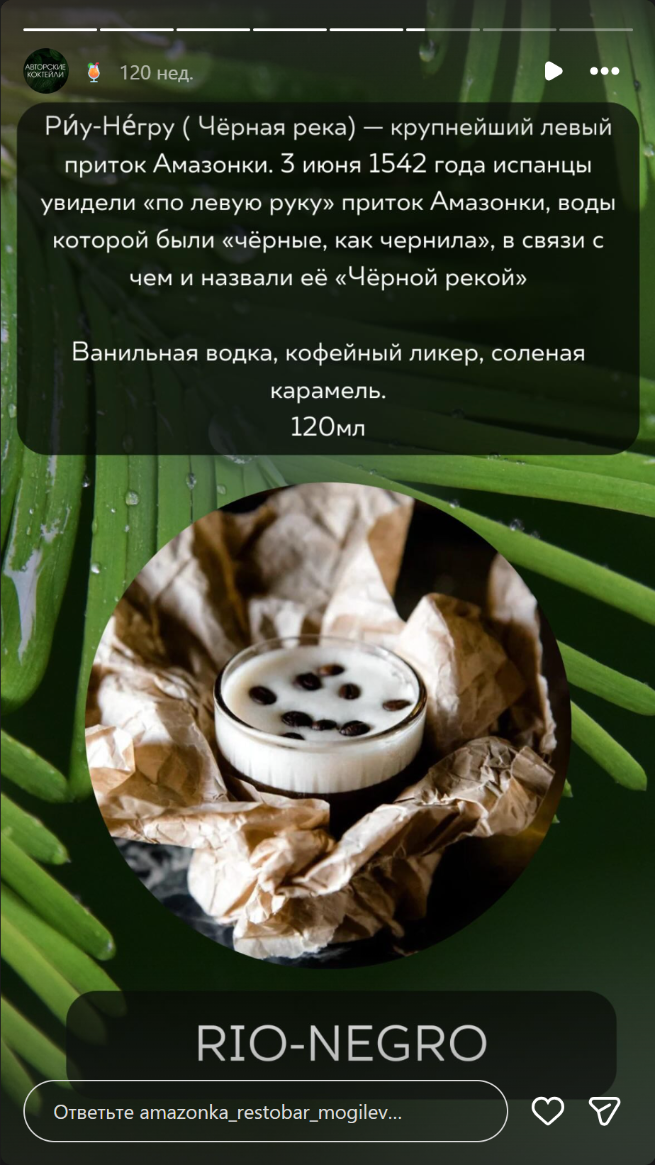 АВТОРСКИЕ
КОКТЕЙЛИ
120 нед.
Ри́у-Не́гру ( Чёрная река) — крупнейший левый
приток Амазонки. 3 июня 1542 года испанцы
увидели «по левую руку» приток Амазонки, воды
которой были «чёрные, как чернила», в связи с
чем и назвали её «Чёрной рекой»
Ванильная водка, кофейный ликер, соленая
карамель.
120мл
RIO-NEGRO
Ответьте amazonka_restobar_mogilev...